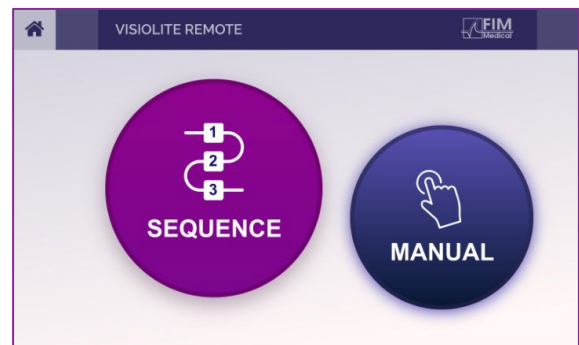 VISIOLITE REMOTE
FIM
Medical
1
2
3
SEQUENCE
MANUAL